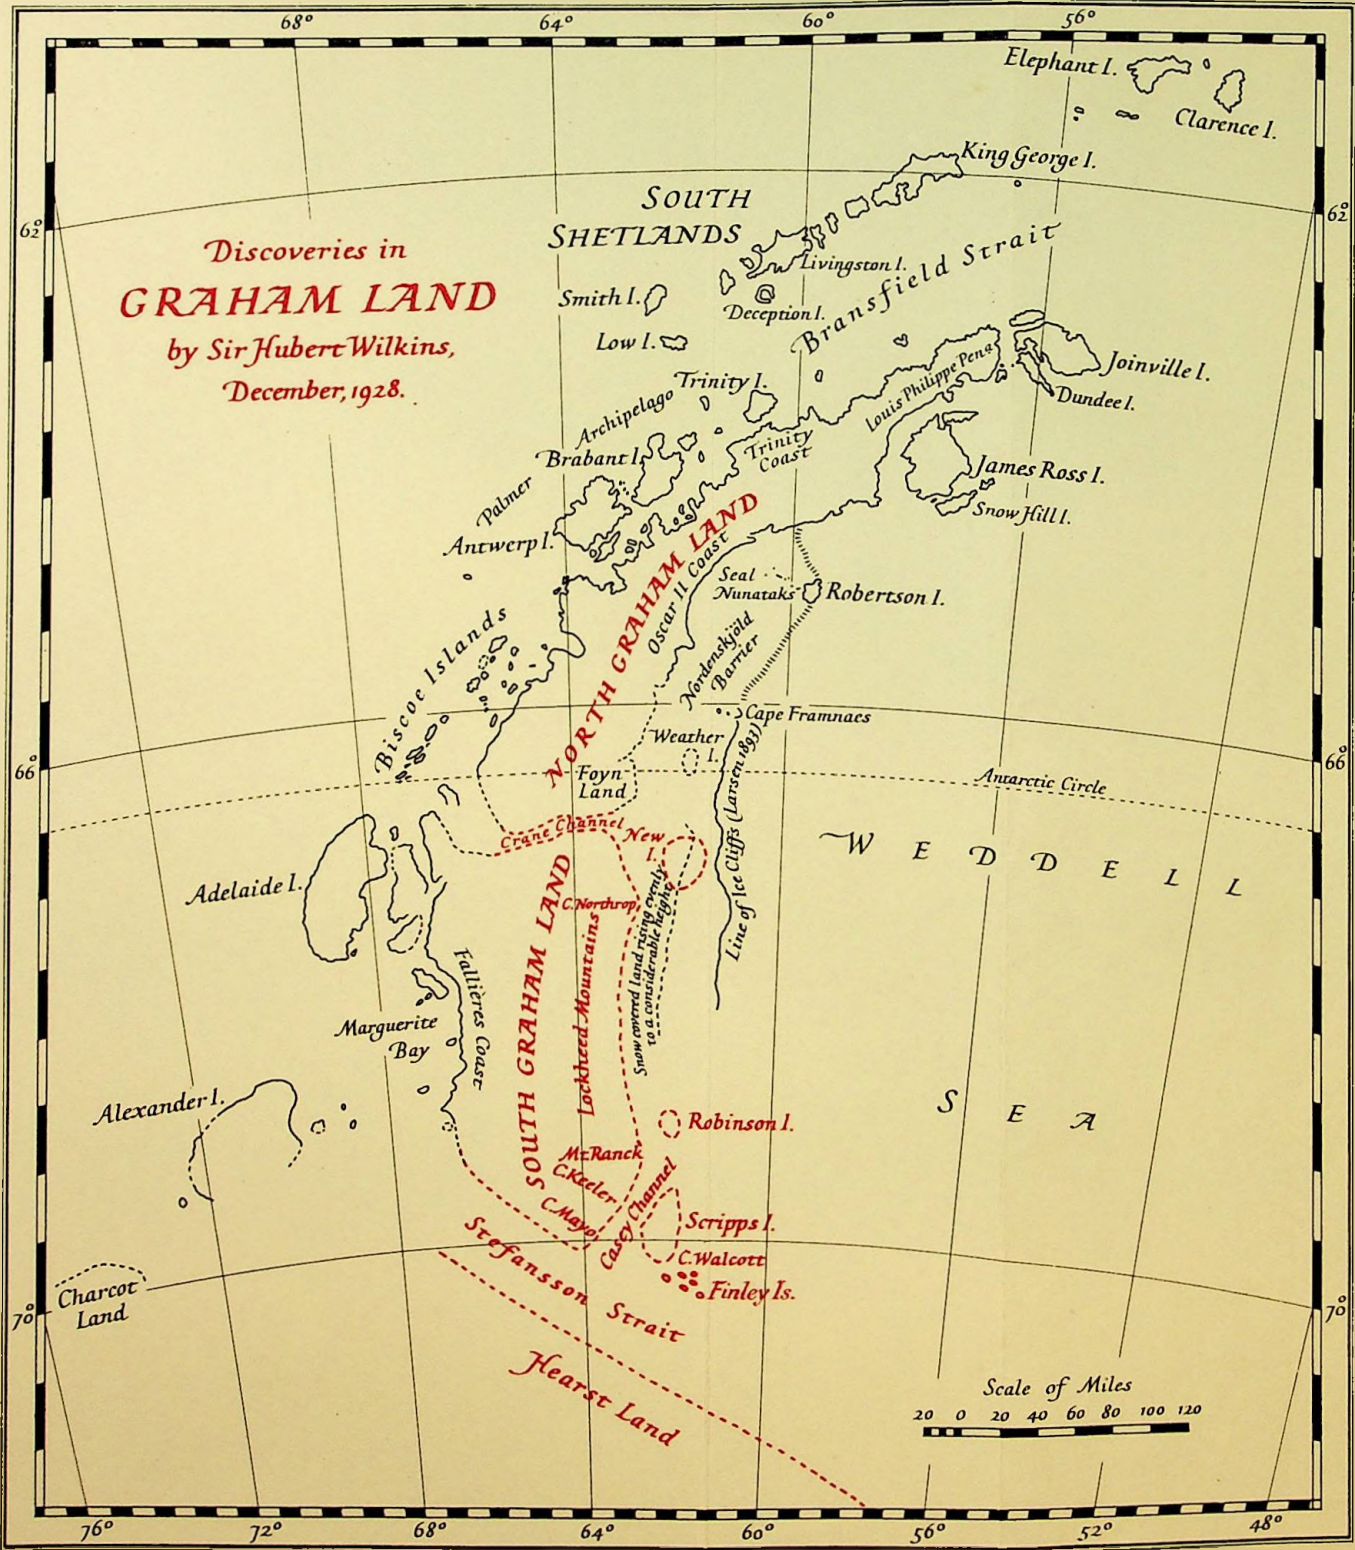 68° 64° 60° 56°
Elephant I.
Clarence I.
King George I.
SOUTH
SHETLANDS
62° 62°
Discoveries in
GRAHAM LAND
by Sir Hubert Wilkins,
December, 1928.
Livingston I.
Smith I.
Deception I.
Bransfield Strait
Low I.
Trinity I.
Louis Philippe Pena
Joinville I.
Dundee I.
Palmer Archipelago
Brabant I.
Trinity
Coast
James Ross I.
Snow Hill I.
Antwerp I.
NORTH GRAHAM LAND
Oscar II Coast
Seal
Nunataks
Robertson I.
Biscoe Islands
Nordenskjöld
Barrier
Cape Framnaes
Weather
I.
66° 66°
Foyn
Land
Antarctic Circle
Crane Channel
New
I.
Line of Ice Cliffs (Larsen 1893)
WEDDELL
Adelaide I.
C. Northrop
Snow covered land rising evenly
to a considerable height
SOUTH GRAHAM LAND
Lockheed Mountains
Fallières Coast
Marguerite
Bay
Alexander I.
SEA
Robinson I.
Mt Ranck
C. Keeler
C. Mayo
Casey Channel
Scripps I.
C. Walcott
Finley Is.
Stefansson Strait
Charcot
Land
70° 70°
Hearst Land
Scale of Miles
20 0 20 40 60 80 100 120
76° 72° 68° 64° 60° 56° 52° 48°